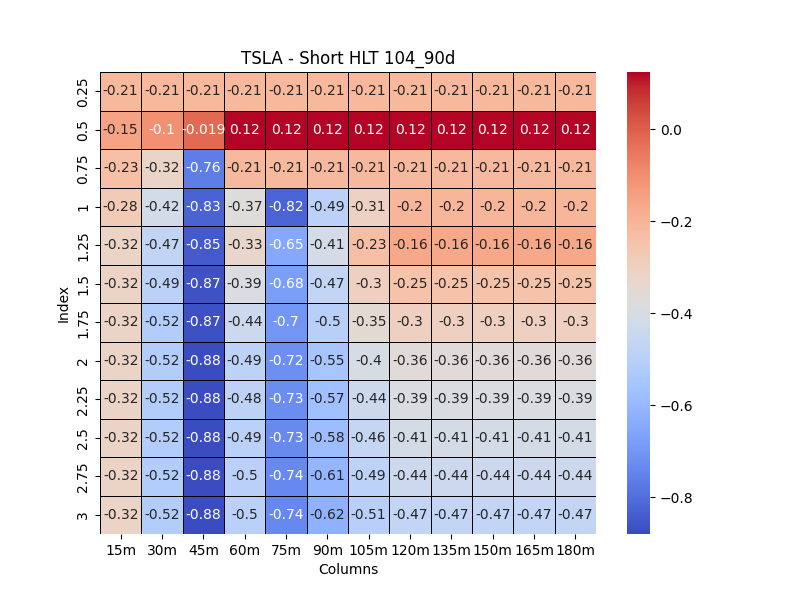 TSLA - Short HLT 104_90d
0.25 -0.21 -0.21 -0.21 -0.21 -0.21 -0.21 -0.21 -0.21 -0.21 -0.21 -0.21 -0.21
0.5 -0.15 -0.1 -0.019 0.12 0.12 0.12 0.12 0.12 0.12 0.12 0.12 0.12
0.75 -0.23 -0.32 -0.76 -0.21 -0.21 -0.21 -0.21 -0.21 -0.21 -0.21 -0.21 -0.21
1 -0.28 -0.42 -0.83 -0.37 -0.82 -0.49 -0.31 -0.2 -0.2 -0.2 -0.2 -0.2
1.25 -0.32 -0.47 -0.85 -0.33 -0.65 -0.41 -0.23 -0.16 -0.16 -0.16 -0.16 -0.16
1.5 -0.32 -0.49 -0.87 -0.39 -0.68 -0.47 -0.3 -0.25 -0.25 -0.25 -0.25 -0.25
1.75 -0.32 -0.52 -0.87 -0.44 -0.7 -0.5 -0.35 -0.3 -0.3 -0.3 -0.3 -0.3
2 -0.32 -0.52 -0.88 -0.49 -0.72 -0.55 -0.4 -0.36 -0.36 -0.36 -0.36 -0.36
2.25 -0.32 -0.52 -0.88 -0.48 -0.73 -0.57 -0.44 -0.39 -0.39 -0.39 -0.39 -0.39
2.5 -0.32 -0.52 -0.88 -0.49 -0.73 -0.58 -0.46 -0.41 -0.41 -0.41 -0.41 -0.41
2.75 -0.32 -0.52 -0.88 -0.5 -0.74 -0.61 -0.49 -0.44 -0.44 -0.44 -0.44 -0.44
3 -0.32 -0.52 -0.88 -0.5 -0.74 -0.62 -0.51 -0.47 -0.47 -0.47 -0.47 -0.47
15m 30m 45m 60m 75m 90m 105m 120m 135m 150m 165m 180m
Columns
Index
0.0
−0.2
−0.4
−0.6
−0.8